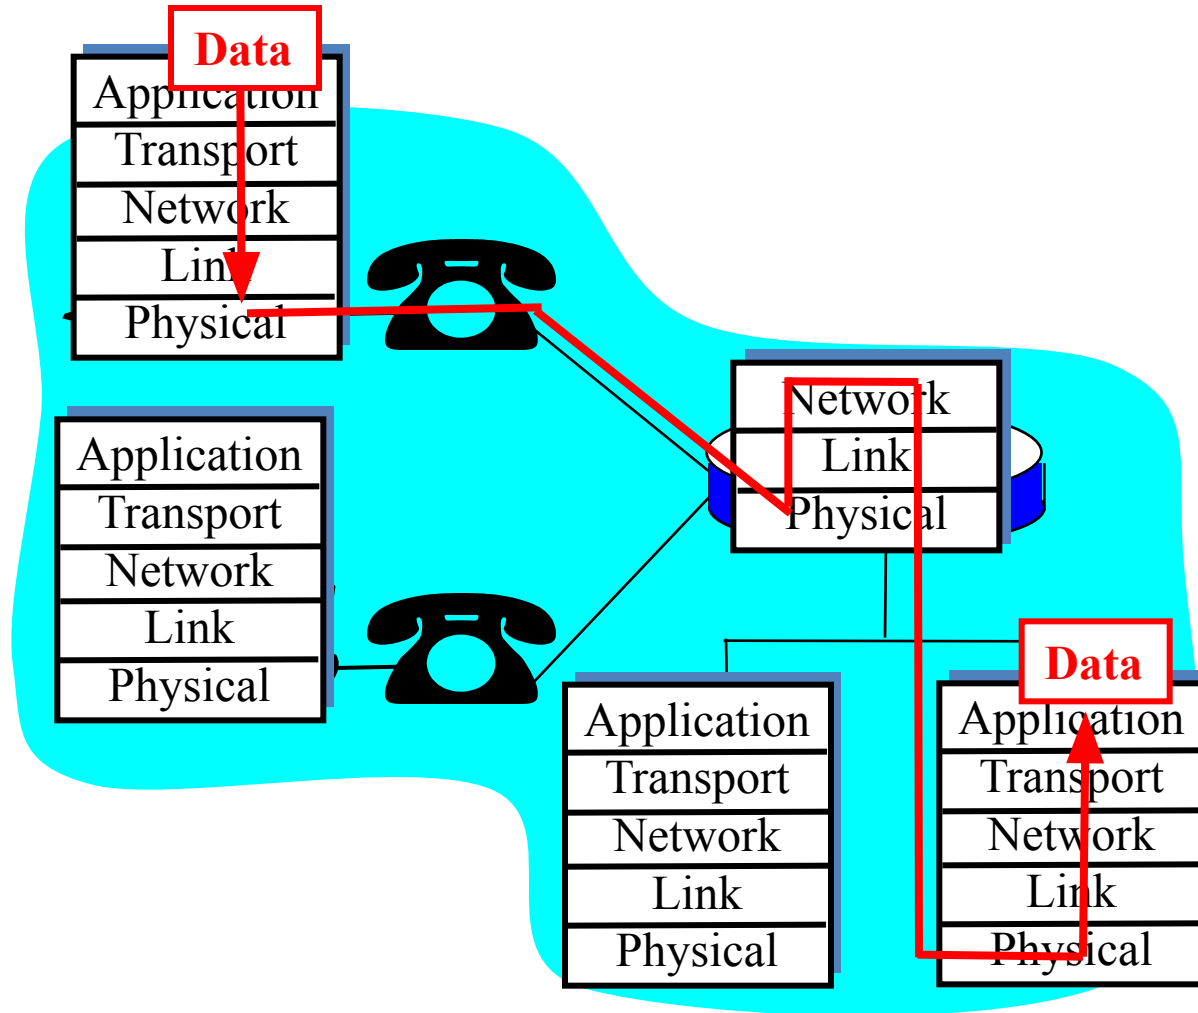 Data
Application
Transport
Network
Link
Physical
Application
Transport
Network
Link
Physical
Network
Link
Physical
Application
Transport
Network
Link
Physical
Data
Application
Transport
Network
Link
Physical